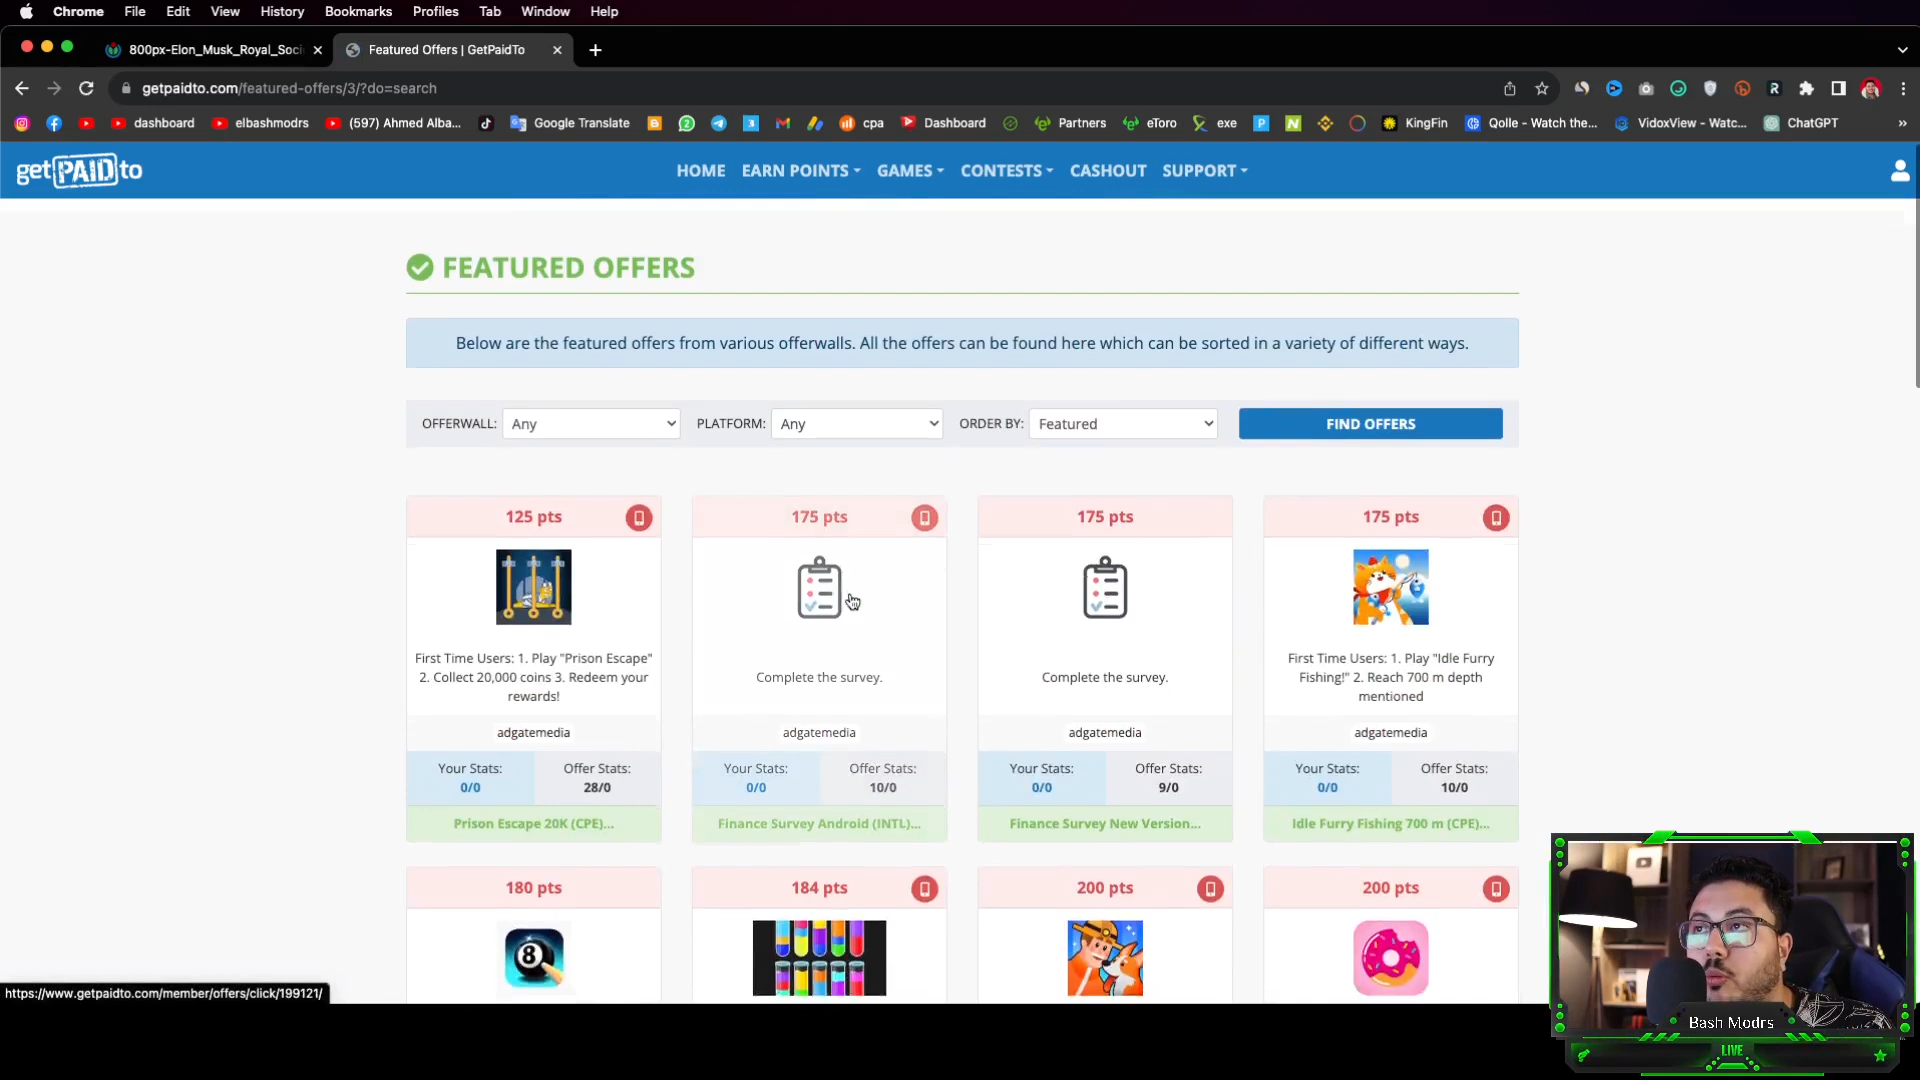 Chrome File Edit View History Bookmarks Profiles Tab Window Help
800px-Elon_Musk_Royal_Soci
Featured Offers | GetPaidTo
getpaidto.com/featured-offers/3/?do=search
dashboard elbashmodrs (597) Ahmed Alba... Google Translate cpa Dashboard Partners eToro exe KingFin Qolle - Watch the... VidoxView - Watc... ChatGPT »
getPAIDto
HOME EARN POINTS GAMES CONTESTS CASHOUT SUPPORT
FEATURED OFFERS
Below are the featured offers from various offerwalls. All the offers can be found here which can be sorted in a variety of different ways.
OFFERWALL: Any PLATFORM: Any ORDER BY: Featured FIND OFFERS
125 pts 175 pts 175 pts 175 pts
First Time Users: 1. Play "Prison Escape"
2. Collect 20,000 coins 3. Redeem your
rewards!
Complete the survey.
Complete the survey.
First Time Users: 1. Play "Idle Furry
Fishing!" 2. Reach 700 m depth
mentioned
adgatemedia adgatemedia adgatemedia adgatemedia
Your Stats: Offer Stats: Your Stats: Offer Stats: Your Stats: Offer Stats: Your Stats: Offer Stats:
0/0 28/0 0/0 10/0 0/0 9/0 0/0 10/0
Prison Escape 20K (CPE)... Finance Survey Android (INTL)... Finance Survey New Version... Idle Furry Fishing 700 m (CPE)...
180 pts 184 pts 200 pts 200 pts
8
https://www.getpaidto.com/member/offers/click/199121/
Bash Modrs
LIVE